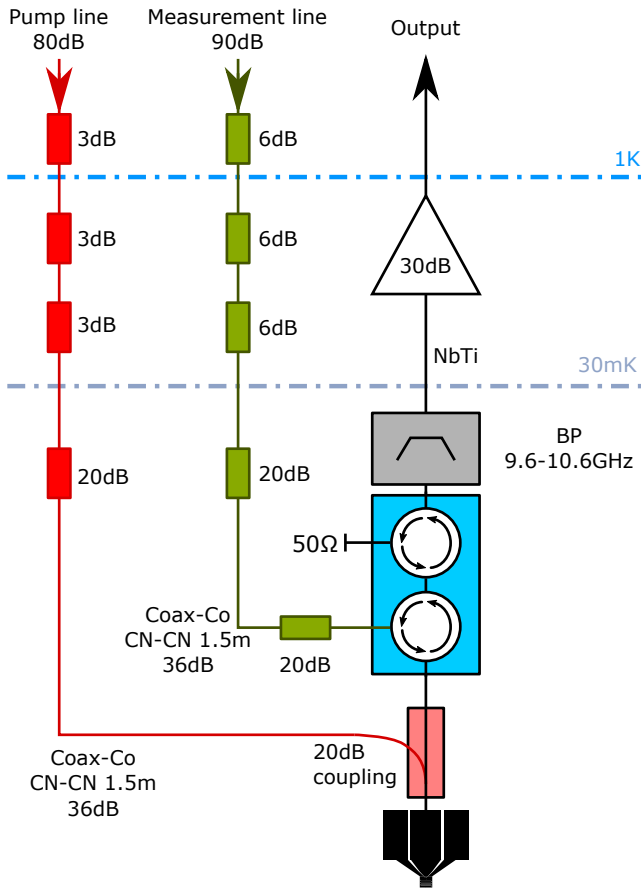 Pump line
80dB
Measurement line
90dB
Output
3dB
6dB
1K
3dB
6dB
30dB
3dB
6dB
NbTi
30mK
BP
9.6-10.6GHz
20dB
20dB
50Ω
Coax-Co
CN-CN 1.5m
36dB
20dB
20dB
coupling
Coax-Co
CN-CN 1.5m
36dB